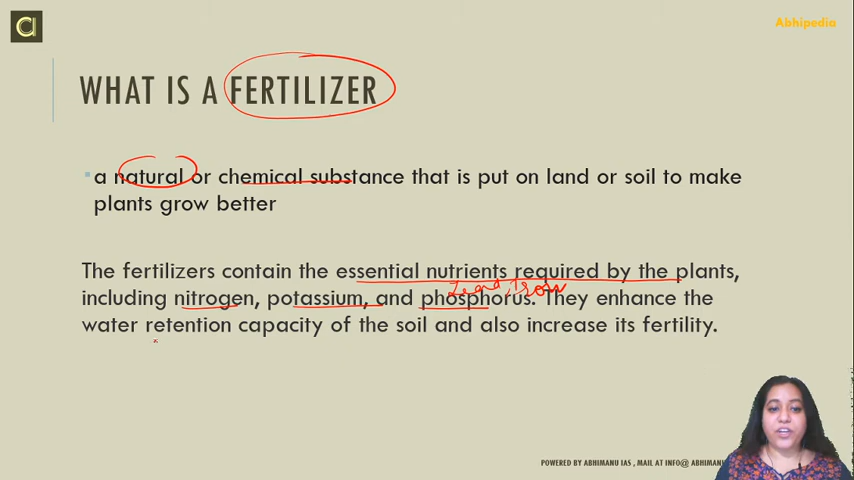 Abhipedia
WHAT IS A FERTILIZER
a natural or chemical substance that is put on land or soil to make
plants grow better
The fertilizers contain the essential nutrients required by the plants,
Lead, Iron
including nitrogen, potassium, and phosphorus. They enhance the
water retention capacity of the soil and also increase its fertility.
POWERED BY ABHIMANU IAS , MAIL AT INFO@ ABHIMANU